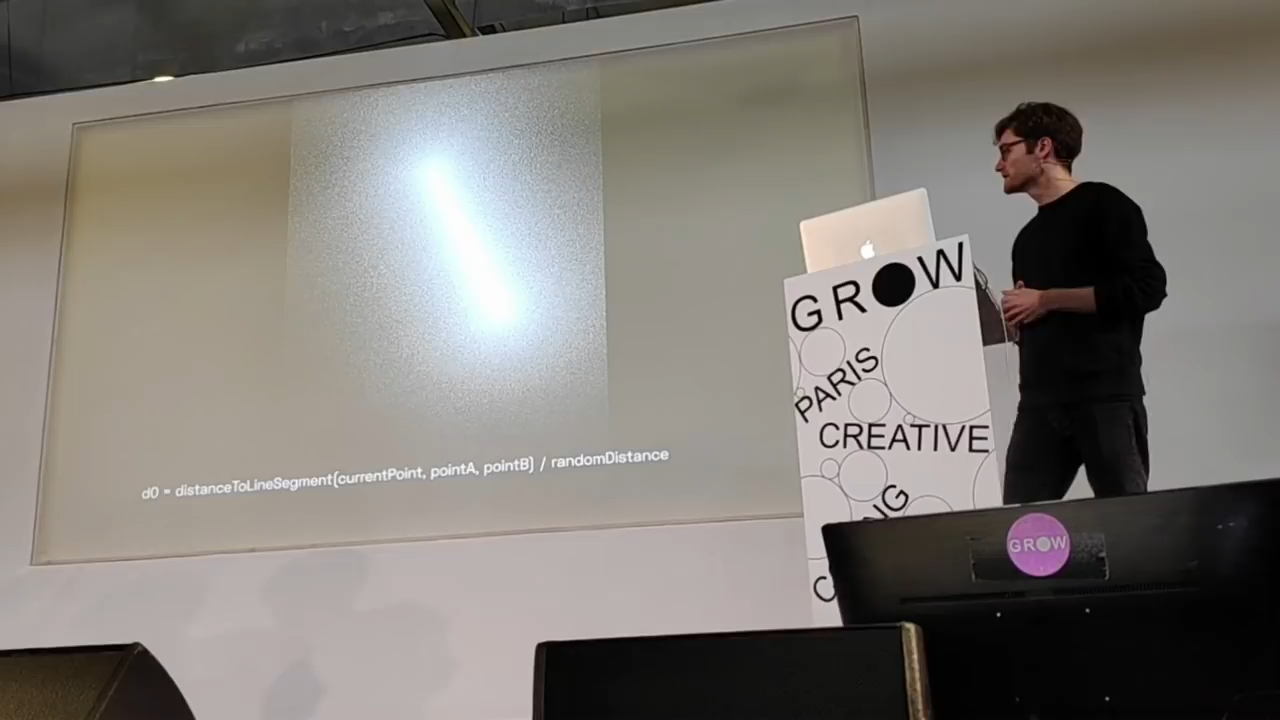 d0 = distanceToLineSegment(currentPoint, pointA, pointB) / randomDistance
GROW
PARIS
CREATIVE
GROW